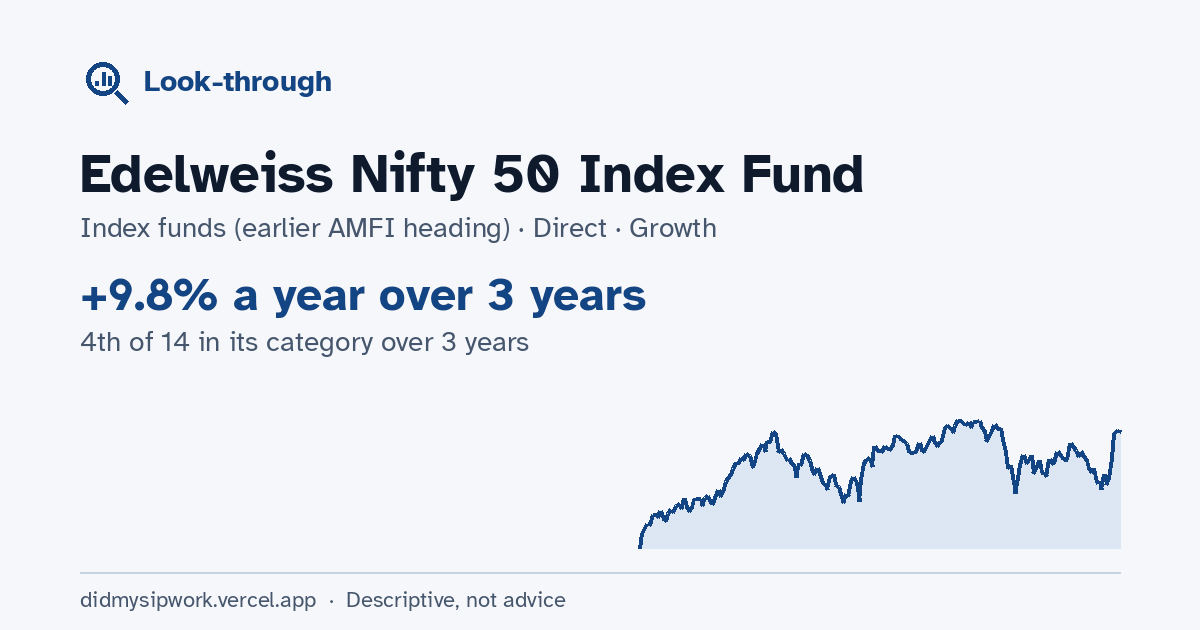 Look-through
Edelweiss Nifty 50 Index Fund
Index funds (earlier AMFI heading) · Direct · Growth
+9.8% a year over 3 years
4th of 14 in its category over 3 years
didmysipwork.vercel.app · Descriptive, not advice